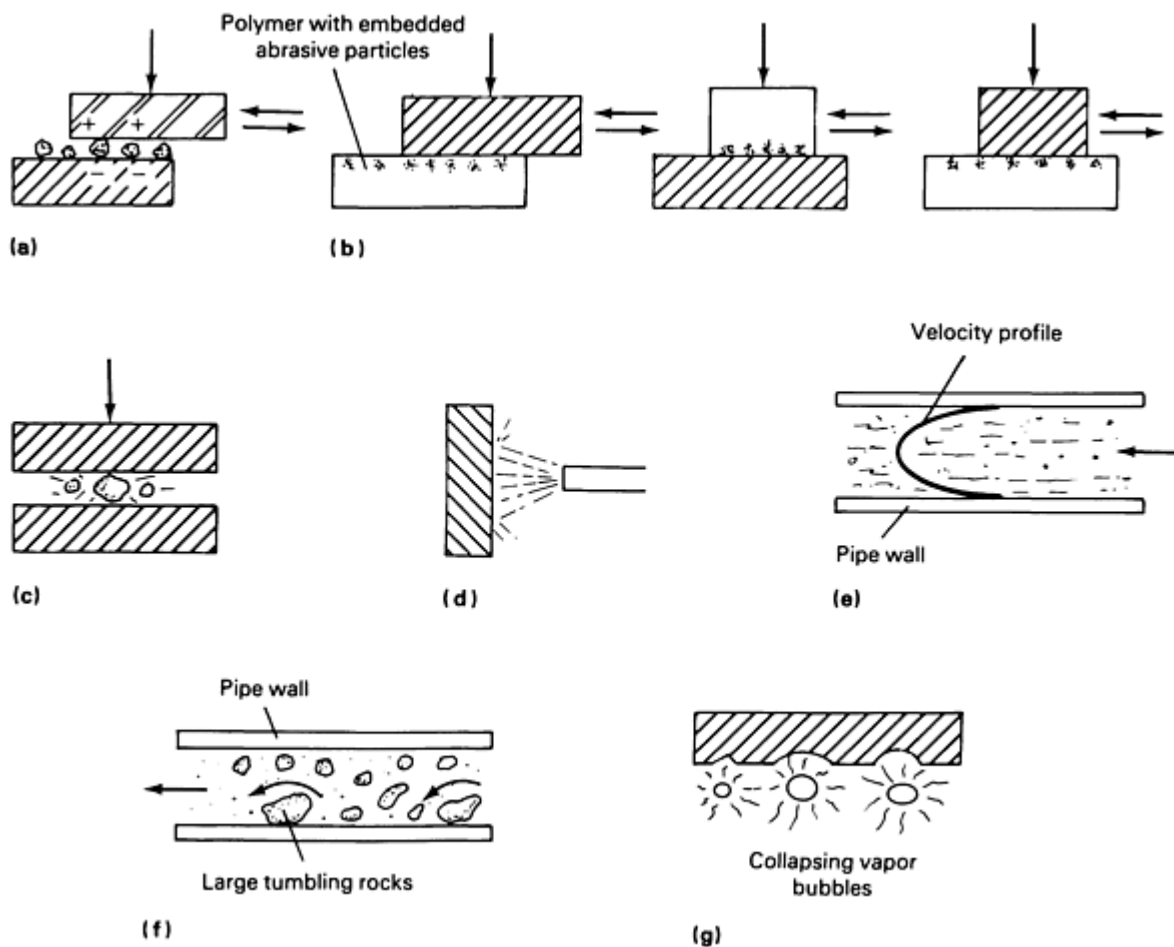 Polymer with embedded
abrasive particles
+ +
- -
(a)
(b)
Velocity profile
Pipe wall
(c)
(d)
(e)
Pipe wall
Large tumbling rocks
Collapsing vapor
bubbles
(f)
(g)